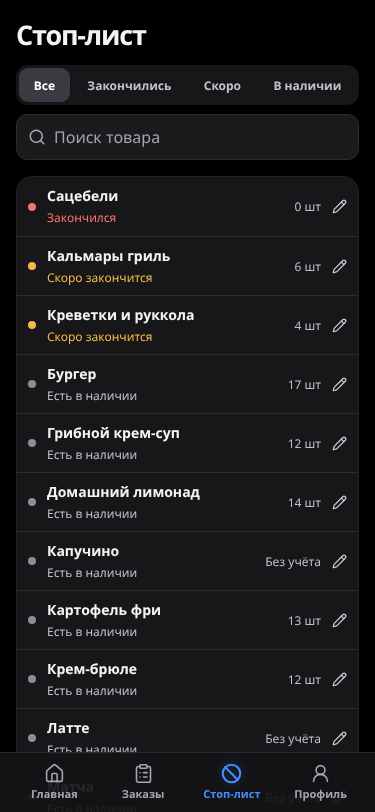 Стоп-лист
Все Закончились Скоро В наличии
Поиск товара
Сацебели
Закончился
0 шт
Кальмары гриль
Скоро закончится
6 шт
Креветки и руккола
Скоро закончится
4 шт
Бургер
Есть в наличии
17 шт
Грибной крем-суп
Есть в наличии
12 шт
Домашний лимонад
Есть в наличии
14 шт
Капучино
Есть в наличии
Без учёта
Картофель фри
Есть в наличии
13 шт
Крем-брюле
Есть в наличии
12 шт
Латте
Есть в наличии
Без учёта
Матча
Главная Заказы Стоп-лист Профиль
Есть в наличии